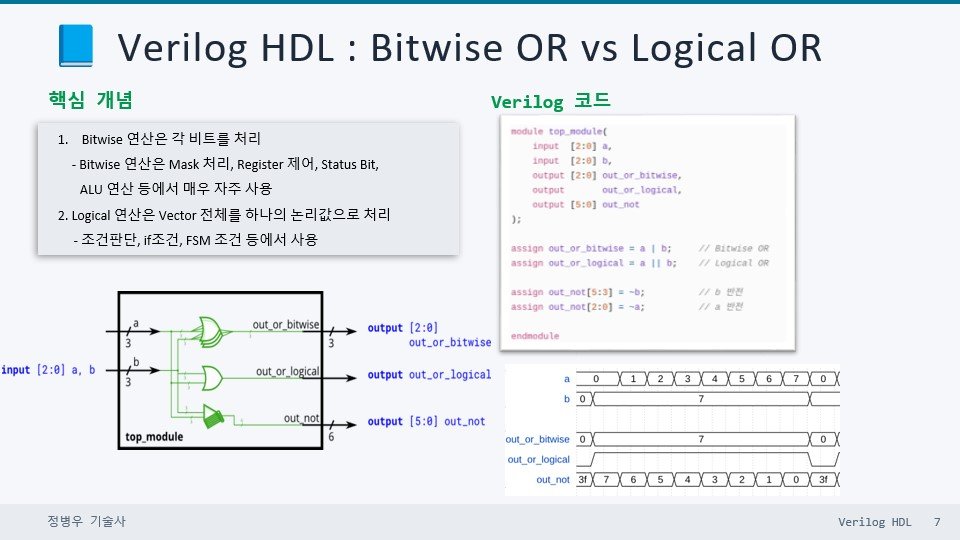 Verilog HDL : Bitwise OR vs Logical OR
핵심 개념
1. Bitwise 연산은 각 비트를 처리
- Bitwise 연산은 Mask 처리, Register 제어, Status Bit,
ALU 연산 등에서 매우 자주 사용
2. Logical 연산은 Vector 전체를 하나의 논리값으로 처리
- 조건판단, if조건, FSM 조건 등에서 사용
Verilog 코드
module top_module(
input [2:0] a,
input [2:0] b,
output [2:0] out_or_bitwise,
output out_or_logical,
output [5:0] out_not
);
assign out_or_bitwise = a | b; // Bitwise OR
assign out_or_logical = a || b; // Logical OR
assign out_not[5:3] = ~b; // b 반전
assign out_not[2:0] = ~a; // a 반전
endmodule
input [2:0] a, b
a
3
b
3
out_or_bitwise
3
out_or_logical
out_not
6
top_module
output [2:0]
out_or_bitwise
output out_or_logical
output [5:0] out_not
a 0 1 2 3 4 5 6 7 0
b 0 7
out_or_bitwise 0 7 0
out_or_logical
out_not 3f 7 6 5 4 3 2 1 0 3f
정병우 기술사
Verilog HDL 7